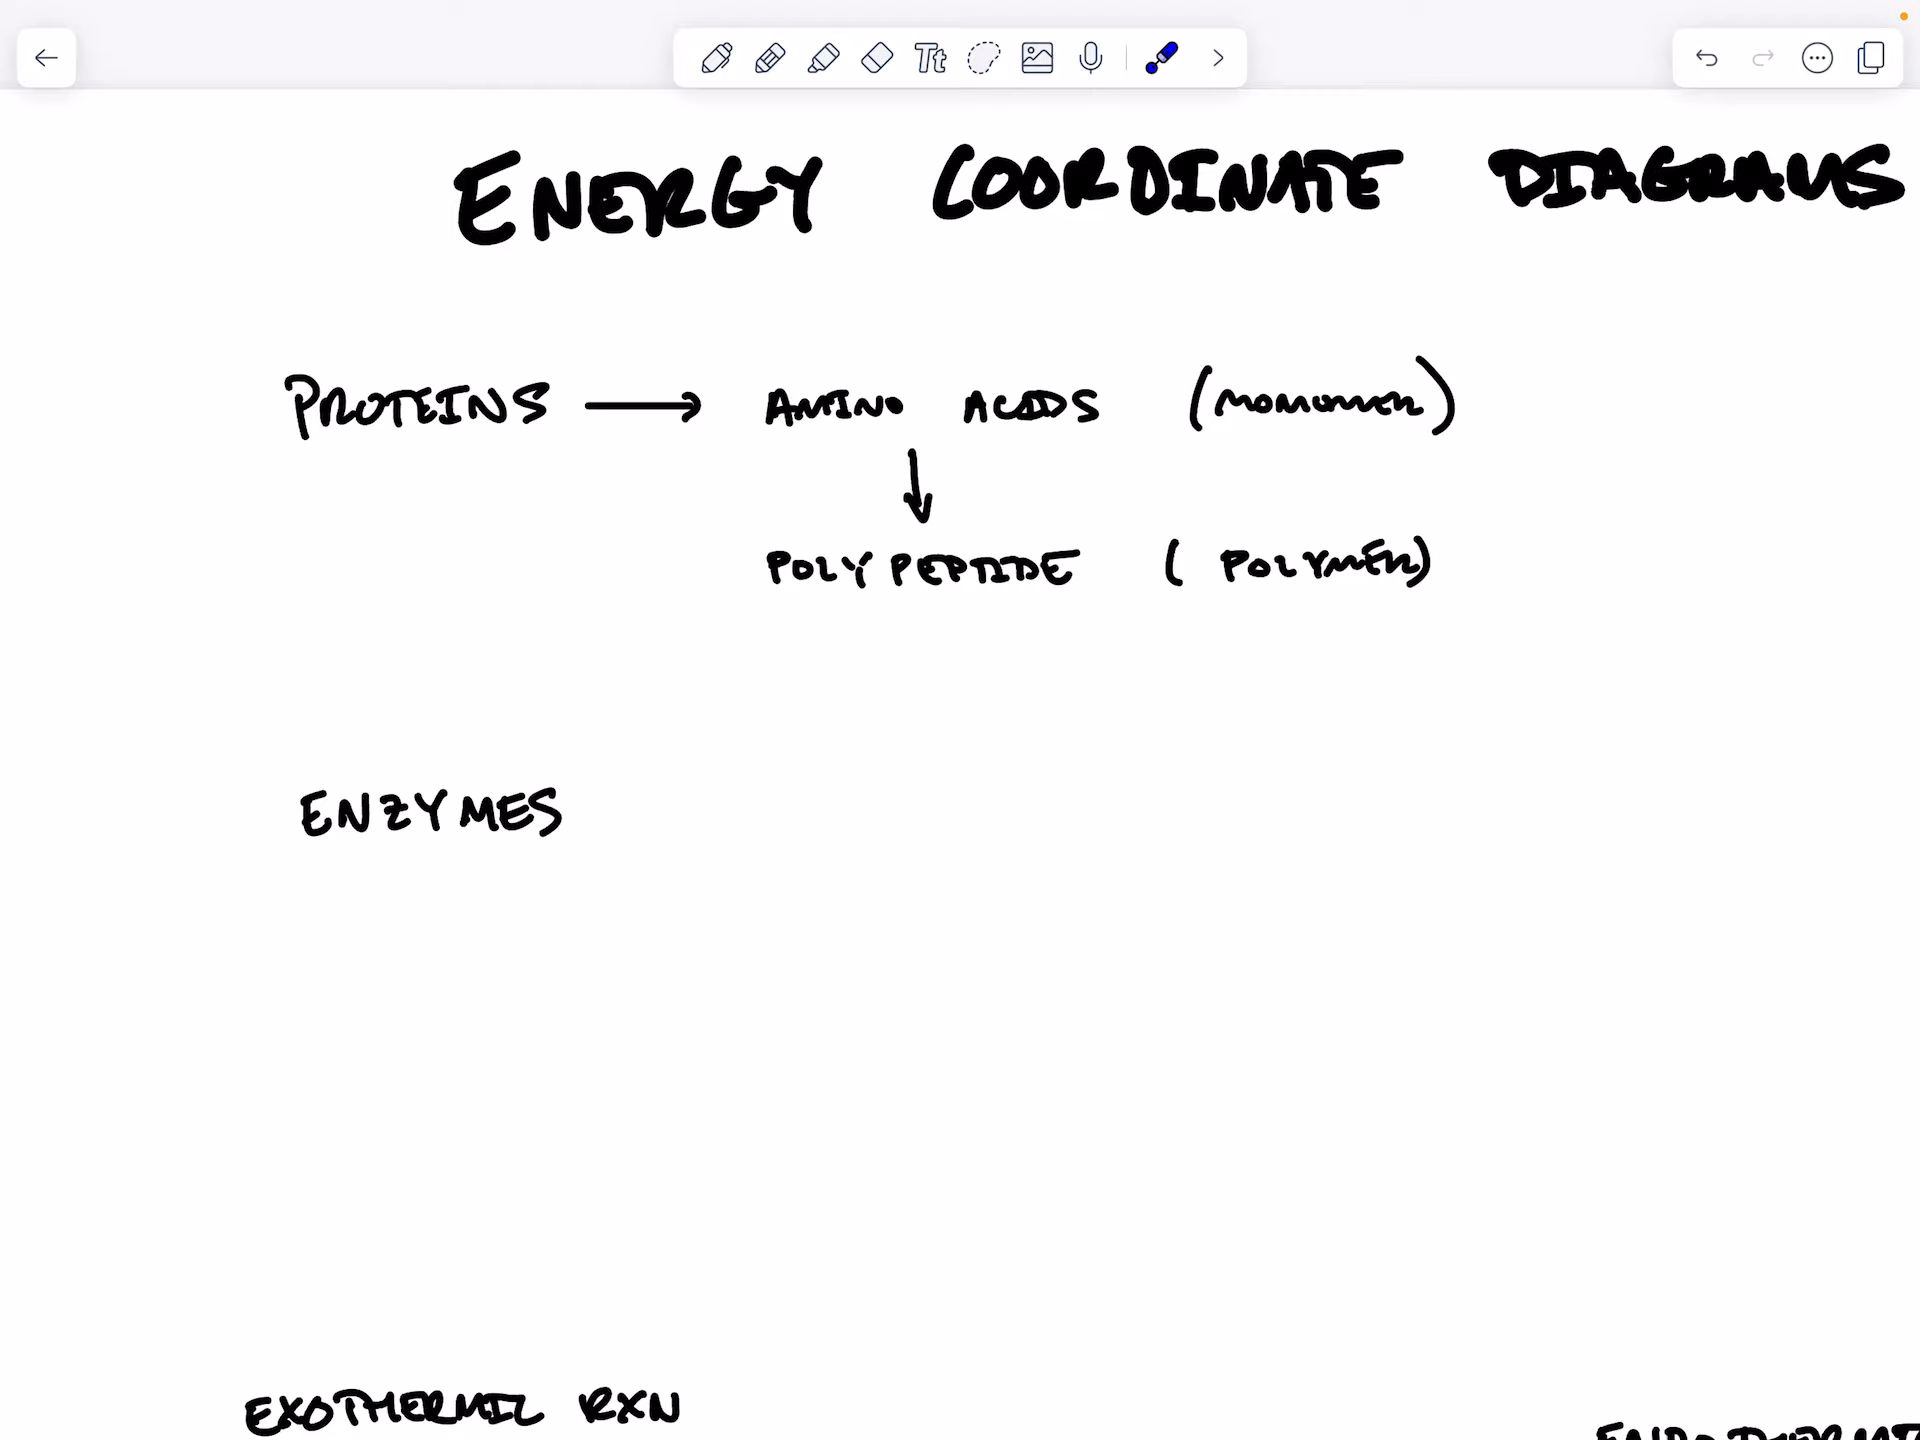 ENERGY COORDINATE DIAGRAMS
PROTEINS → AMINO ACIDS (MONOMER)
↓
POLYPEPTIDE (POLYMER)
ENZYMES
EXOTHERMIC RXN